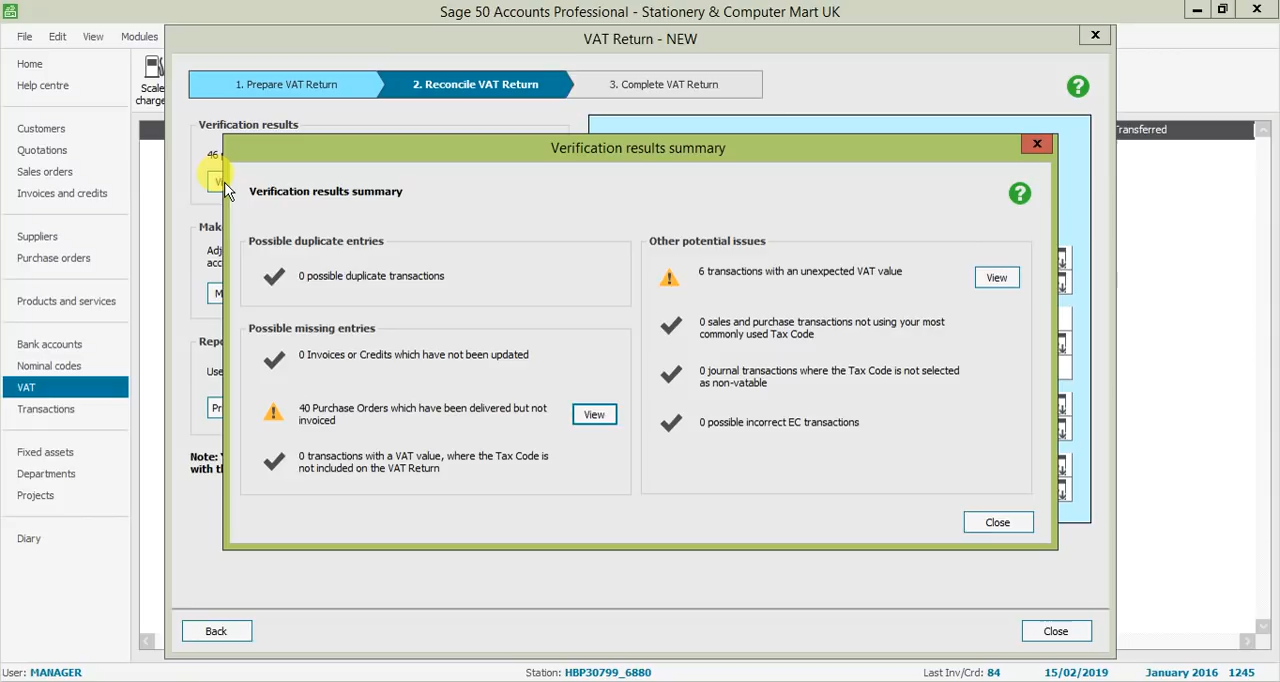 Sage 50 Accounts Professional - Stationery & Computer Mart UK
File Edit View Modules
VAT Return - NEW
Home
Help centre
Customers
Quotations
Sales orders
Invoices and credits
Suppliers
Purchase orders
Products and services
Bank accounts
Nominal codes
VAT
Transactions
Fixed assets
Departments
Projects
Diary
Scale
charge
Transferred
1. Prepare VAT Return
2. Reconcile VAT Return
3. Complete VAT Return
Verification results
46
Verification results summary
Verification results summary
Possible duplicate entries
0 possible duplicate transactions
Possible missing entries
0 Invoices or Credits which have not been updated
40 Purchase Orders which have been delivered but not
invoiced
View
0 transactions with a VAT value, where the Tax Code is
not included on the VAT Return
Other potential issues
6 transactions with an unexpected VAT value
View
0 sales and purchase transactions not using your most
commonly used Tax Code
0 journal transactions where the Tax Code is not selected
as non-vatable
0 possible incorrect EC transactions
Close
Back
Close
User: MANAGER
Station: HBP30799_6880
Last Inv/Crd: 84
15/02/2019
January 2016
1245